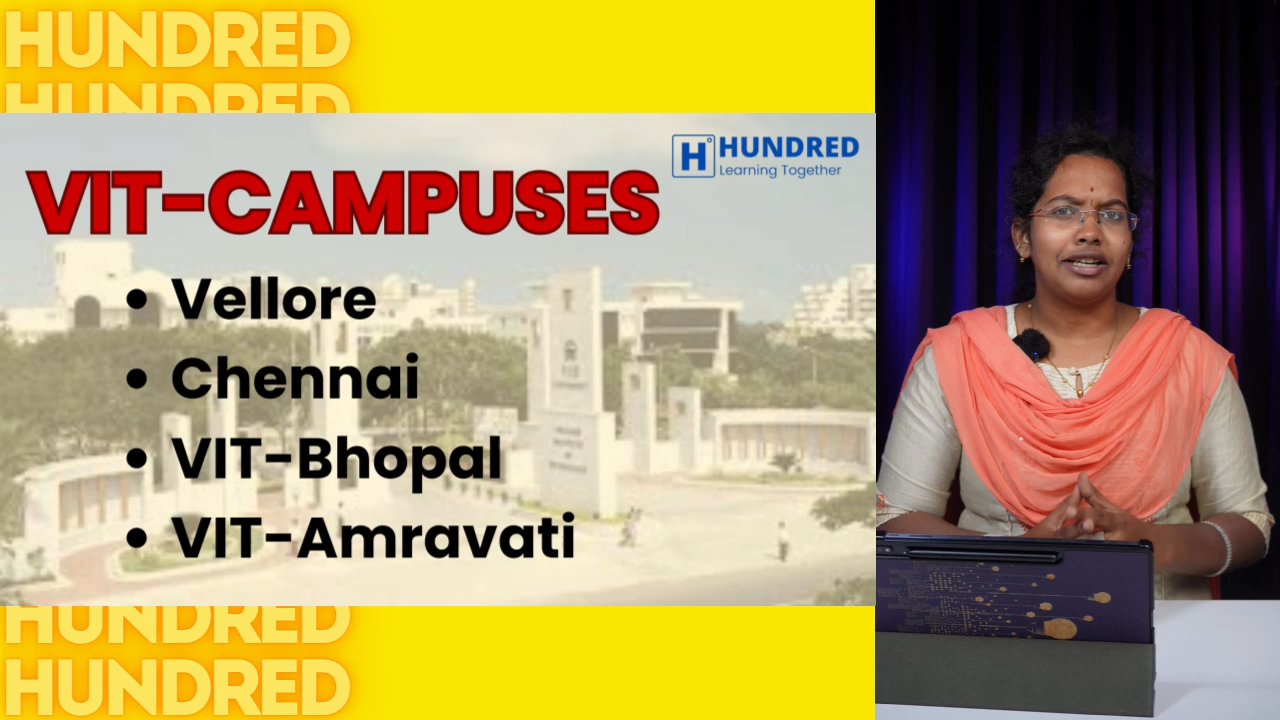 HUNDRED
HUNDRED
HUNDRED
Learning Together
VIT-CAMPUSES
• Vellore
• Chennai
• VIT-Bhopal
• VIT-Amravati
HUNDRED
HUNDRED